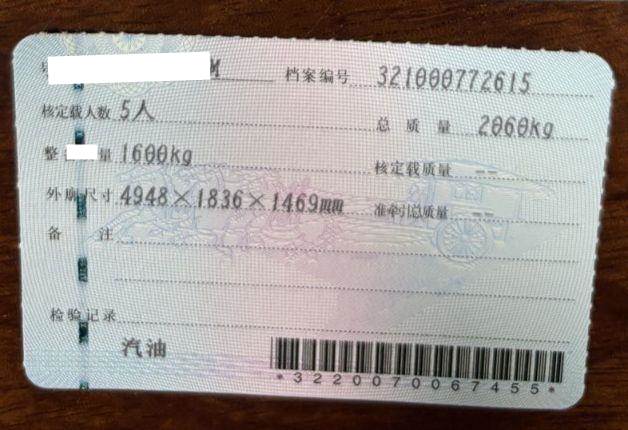 号 M 档案编号 321000772615
核定载人数 5人 总质量 2060kg
整 量 1600kg 核定载质量 --
外廓尺寸 4948×1836×1469mm 准牵引总质量 --
备注
检验记录
汽油
*3220070067455*